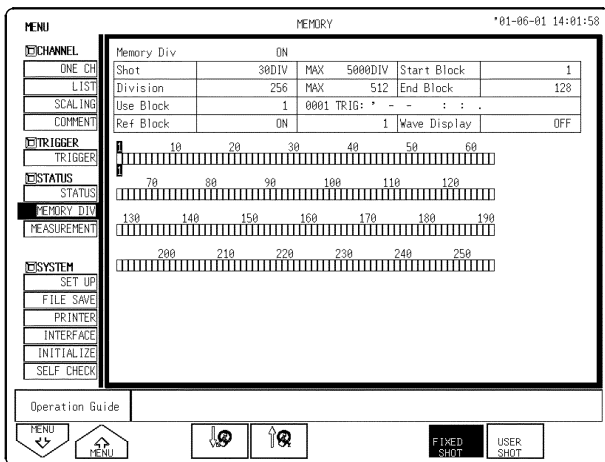 MENU MEMORY '01-06-01 14:01:58
CHANNEL
ONE CH
LIST
SCALING
COMMENT
TRIGGER
TRIGGER
STATUS
STATUS
MEMORY DIV
MEASUREMENT
SYSTEM
SET UP
FILE SAVE
PRINTER
INTERFACE
INITIALIZE
SELF CHECK
Memory Div ON
Shot 30DIV MAX 5000DIV Start Block 1
Division 256 MAX 512 End Block 128
Use Block 1 0001 TRIG: ' - - : : .
Ref Block ON 1 Wave Display OFF
1 10 20 30 40 50 60
1
70 80 90 100 110 120
130 140 150 160 170 180 190
200 210 220 230 240 250
Operation Guide
MENU
MENU
FIXED
SHOT
USER
SHOT